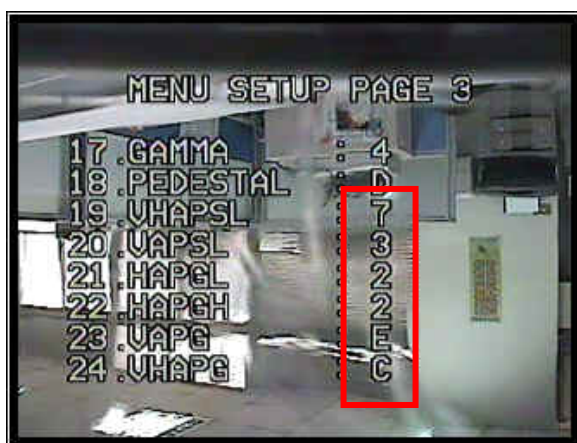 MENU SETUP PAGE 3
17.GAMMA : 4
18.PEDESTAL : D
19.VHAPSL : 7
20.VAPSL : 3
21.HAPGL : 2
22.HAPGH : 2
23.VAPG : E
24.VHAPG : C